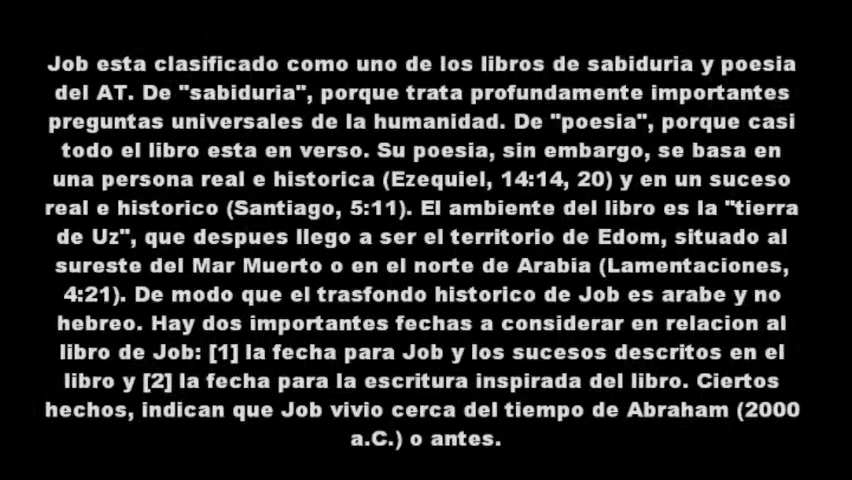 Job esta clasificado como uno de los libros de sabiduria y poesia
del AT. De "sabiduria", porque trata profundamente importantes
preguntas universales de la humanidad. De "poesia", porque casi
todo el libro esta en verso. Su poesia, sin embargo, se basa en
una persona real e historica (Ezequiel, 14:14, 20) y en un suceso
real e historico (Santiago, 5:11). El ambiente del libro es la "tierra
de Uz", que despues llego a ser el territorio de Edom, situado al
sureste del Mar Muerto o en el norte de Arabia (Lamentaciones,
4:21). De modo que el trasfondo historico de Job es arabe y no
hebreo. Hay dos importantes fechas a considerar en relacion al
libro de Job: [1] la fecha para Job y los sucesos descritos en el
libro y [2] la fecha para la escritura inspirada del libro. Ciertos
hechos, indican que Job vivio cerca del tiempo de Abraham (2000
a.C.) o antes.